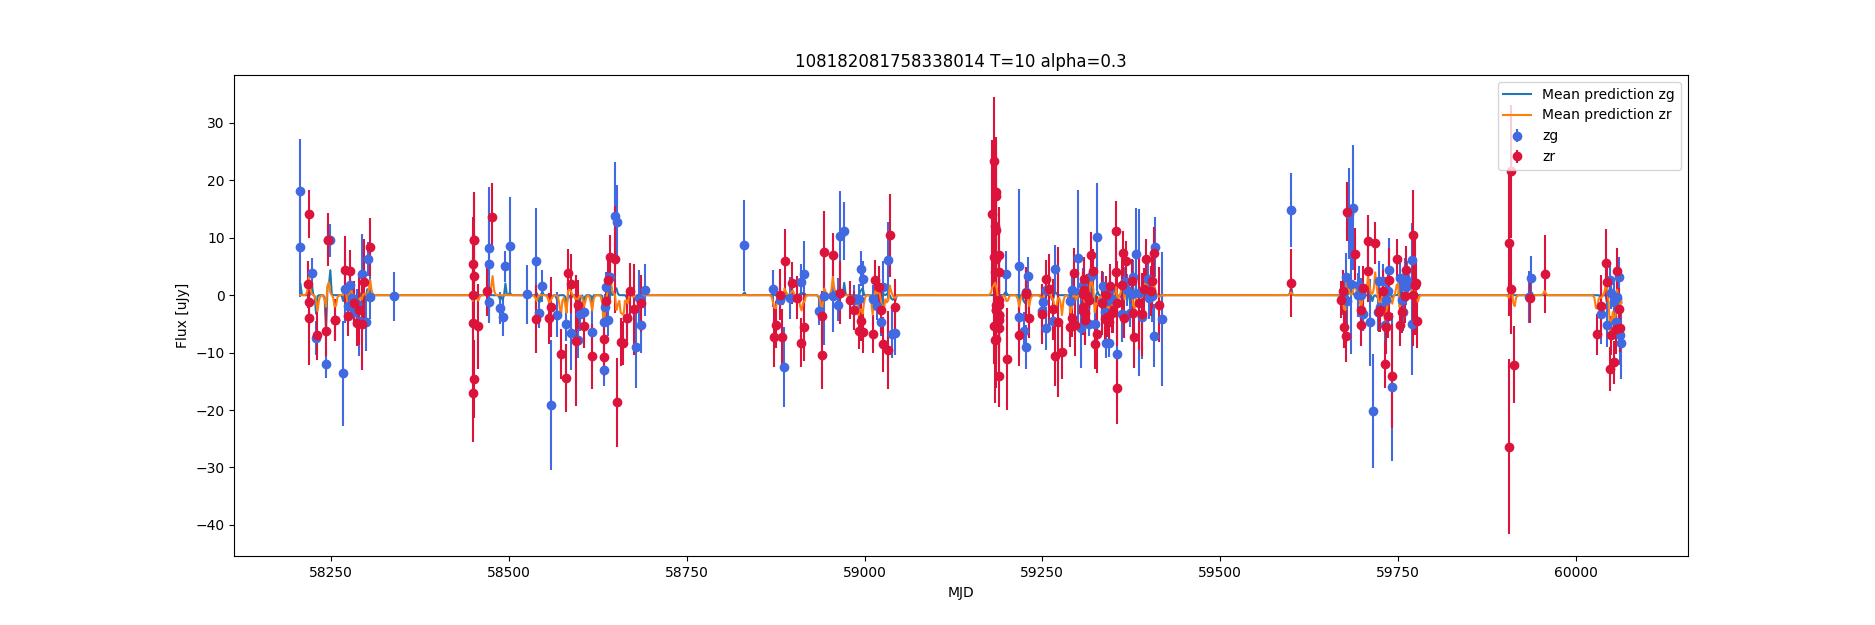 108182081758338014 T=10 alpha=0.3
Mean prediction zg
Mean prediction zr
zg
zr
Flux [uJy]
30
20
10
0
−10
−20
−30
−40
58250 58500 58750 59000 59250 59500 59750 60000
MJD